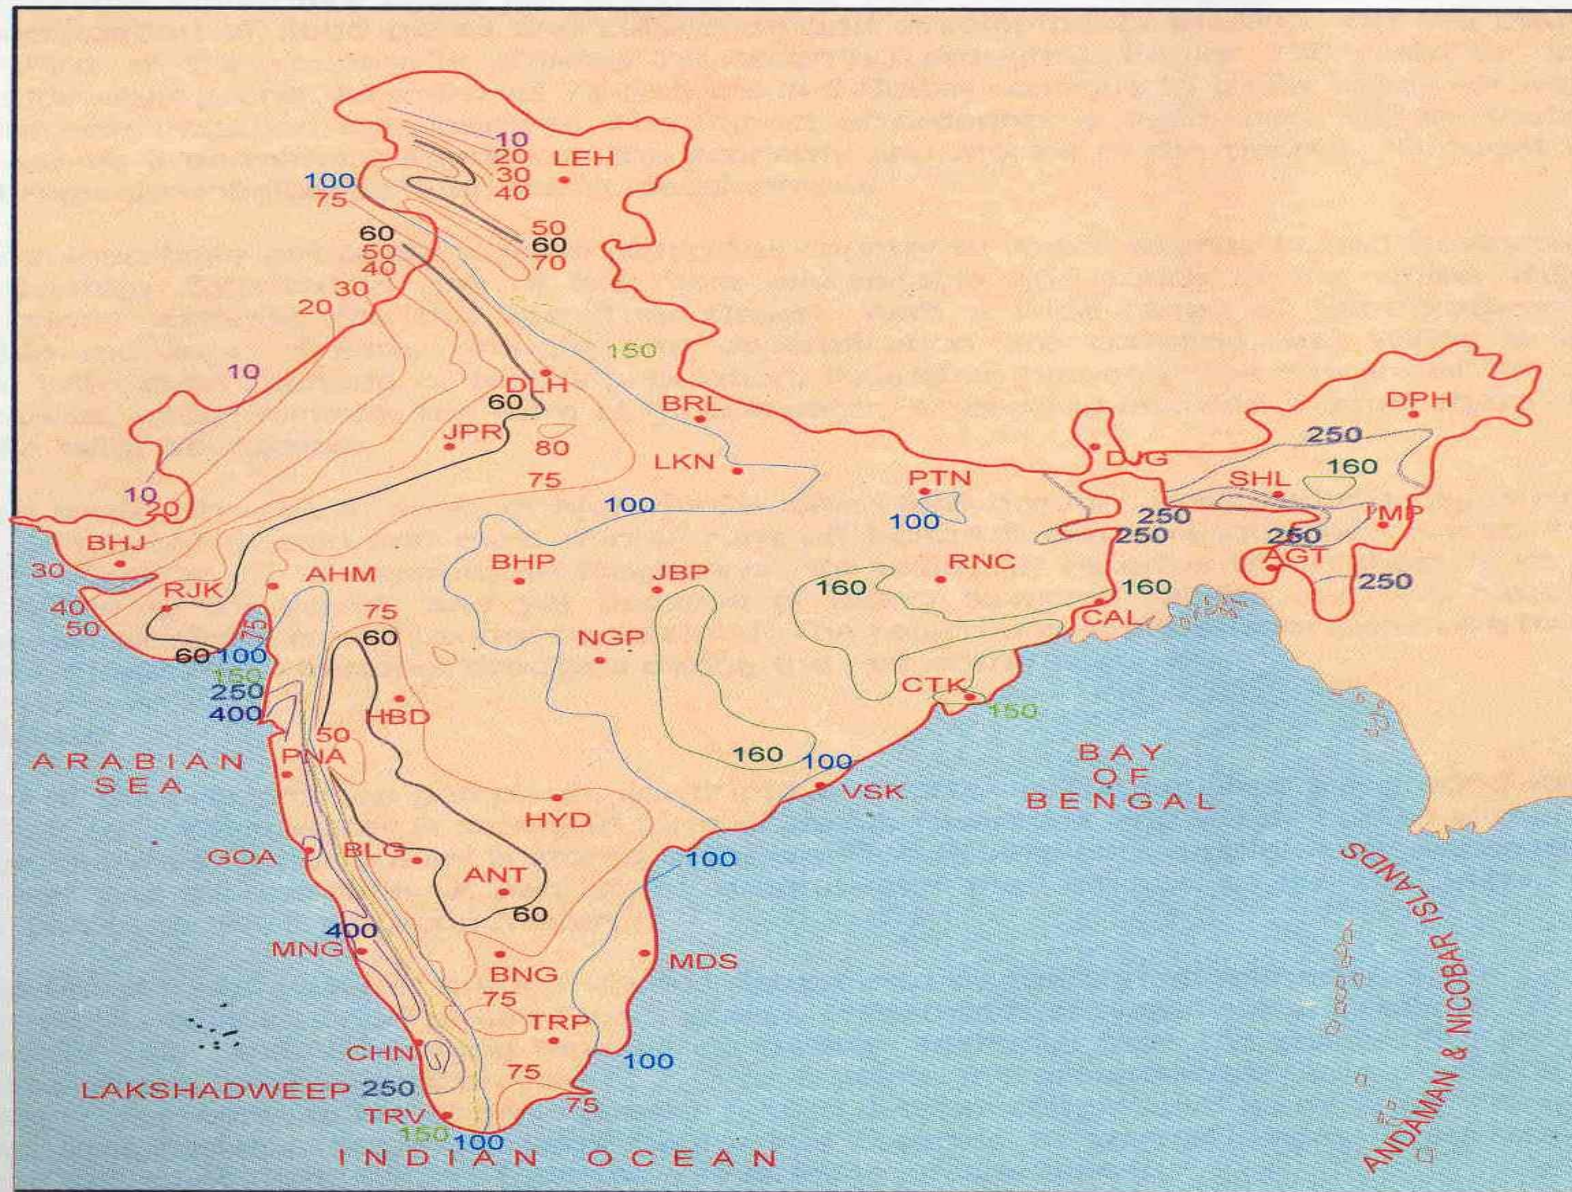 10
20
LEH
30
100
40
75
50
60
60
50
70
40
30
20
150
10
DLH
60
BRL
DPH
JPR
250
80
DJG
LKN
75
PTN
SHL
160
10
20
100
100
250
IMP
BHJ
250
250
AGT
30
RJK
AHM
BHP
JBP
RNC
250
160
160
40
75
CAL
50
75
60
NGP
60
100
150
CTK
250
400
HBD
150
50
ARABIAN
SEA
PNA
160
100
BAY
OF
BENGAL
VSK
HYD
GOA
BLG
100
ANT
60
400
MNG
BNG
MDS
75
TRP
CHN
100
75
LAKSHADWEEP
250
75
TRV
150
100
INDIAN OCEAN
ANDAMAN & NICOBAR ISLANDS